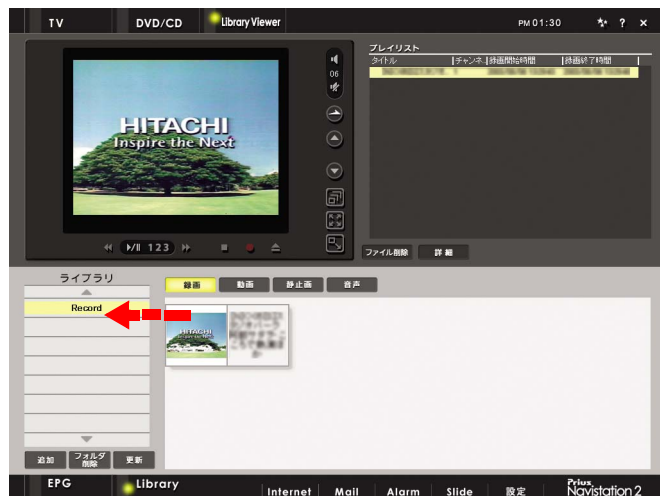 TV DVD/CD Library Viewer PM 01:30 ? ×
プレイリスト
タイトル チャンネ 録画開始時間 録画終了時間
06
HITACHI
Inspire the Next
123
ファイル削除 詳細
ライブラリ
録画 動画 静止画 音声
Record
HITACHI
追加 フォルダ削除 更新
EPG Library Internet Mail Alarm Slide 設定 Prius Navistation 2